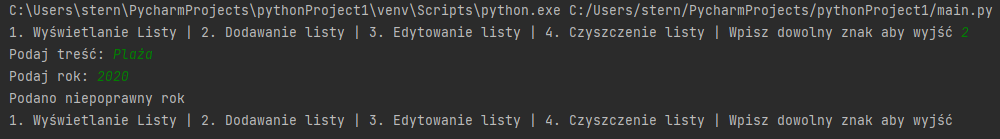 C:\Users\stern\PycharmProjects\pythonProject1\venv\Scripts\python.exe C:/Users/stern/PycharmProjects/pythonProject1/main.py
1. Wyświetlanie Listy | 2. Dodawanie listy | 3. Edytowanie listy | 4. Czyszczenie listy | Wpisz dowolny znak aby wyjść 2
Podaj treść: Plaża
Podaj rok: 2020
Podano niepoprawny rok
1. Wyświetlanie Listy | 2. Dodawanie listy | 3. Edytowanie listy | 4. Czyszczenie listy | Wpisz dowolny znak aby wyjść